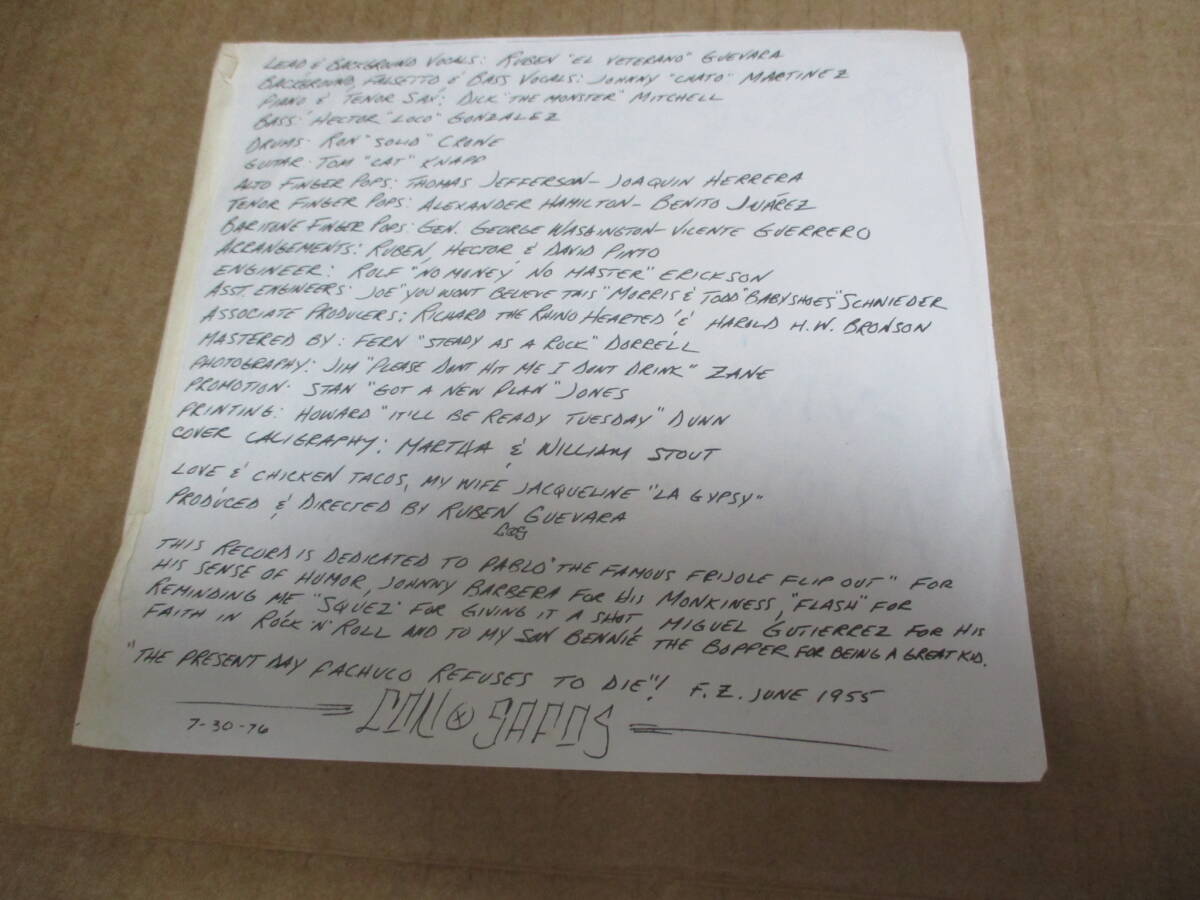 LEAD & BACKGROUND VOCALS: RUBEN "EL VETERANO" GUEVARA
BACKGROUND, FALSETTO & BASS VOCALS: JOHNNY "CHATO" MARTINEZ
PIANO & TENOR SAX: DICK "THE MONSTER" MITCHELL
BASS: HECTOR "LOCO" GONZALEZ
DRUMS: RON "SOLID" CRONE
GUITAR: TOM "CAT" KNAPP
ALTO FINGER POPS: THOMAS JEFFERSON - JOAQUIN HERRERA
TENOR FINGER POPS: ALEXANDER HAMILTON - BENITO JUÁREZ
BARITONE FINGER POPS: GEN. GEORGE WASHINGTON - VICENTE GUERRERO
ARRANGEMENTS: RUBEN, HECTOR & DAVID PINTO
ENGINEER: ROLF "NO MONEY NO MASTER" ERICKSON
ASST. ENGINEERS: JOE "YOU WONT BELIEVE THIS" MORRIS & TODD "BABYSHOES" SCHNIEDER
ASSOCIATE PRODUCERS: RICHARD THE RHINO HEARTED & HAROLD H.W. BRONSON
MASTERED BY: FERN "STEADY AS A ROCK" DORRELL
PHOTOGRAPHY: JIM "PLEASE DONT HIT ME I DONT DRINK" ZANE
PROMOTION: STAN "GOT A NEW PLAN" JONES
PRINTING: HOWARD "IT'LL BE READY TUESDAY" DUNN
COVER CALIGRAPHY: MARTHA & WILLIAM STOUT
LOVE & CHICKEN TACOS, MY WIFE JACQUELINE "LA GYPSY"
PRODUCED & DIRECTED BY RUBEN GUEVARA
THIS RECORD IS DEDICATED TO PABLO "THE FAMOUS FRIJOLE FLIP OUT" FOR
HIS SENSE OF HUMOR, JOHNNY BARBERA FOR HIS MONKINESS, "FLASH" FOR
REMINDING ME "SQUEZ" FOR GIVING IT A SHOT, MIGUEL GUTIERREZ FOR HIS
FAITH IN ROCK 'N' ROLL AND TO MY SON BENNIE THE BOPPER FOR BEING A GREAT KID.
"THE PRESENT DAY PACHUCO REFUSES TO DIE"! F.Z. JUNE 1955
7-30-76 CON SAFOS